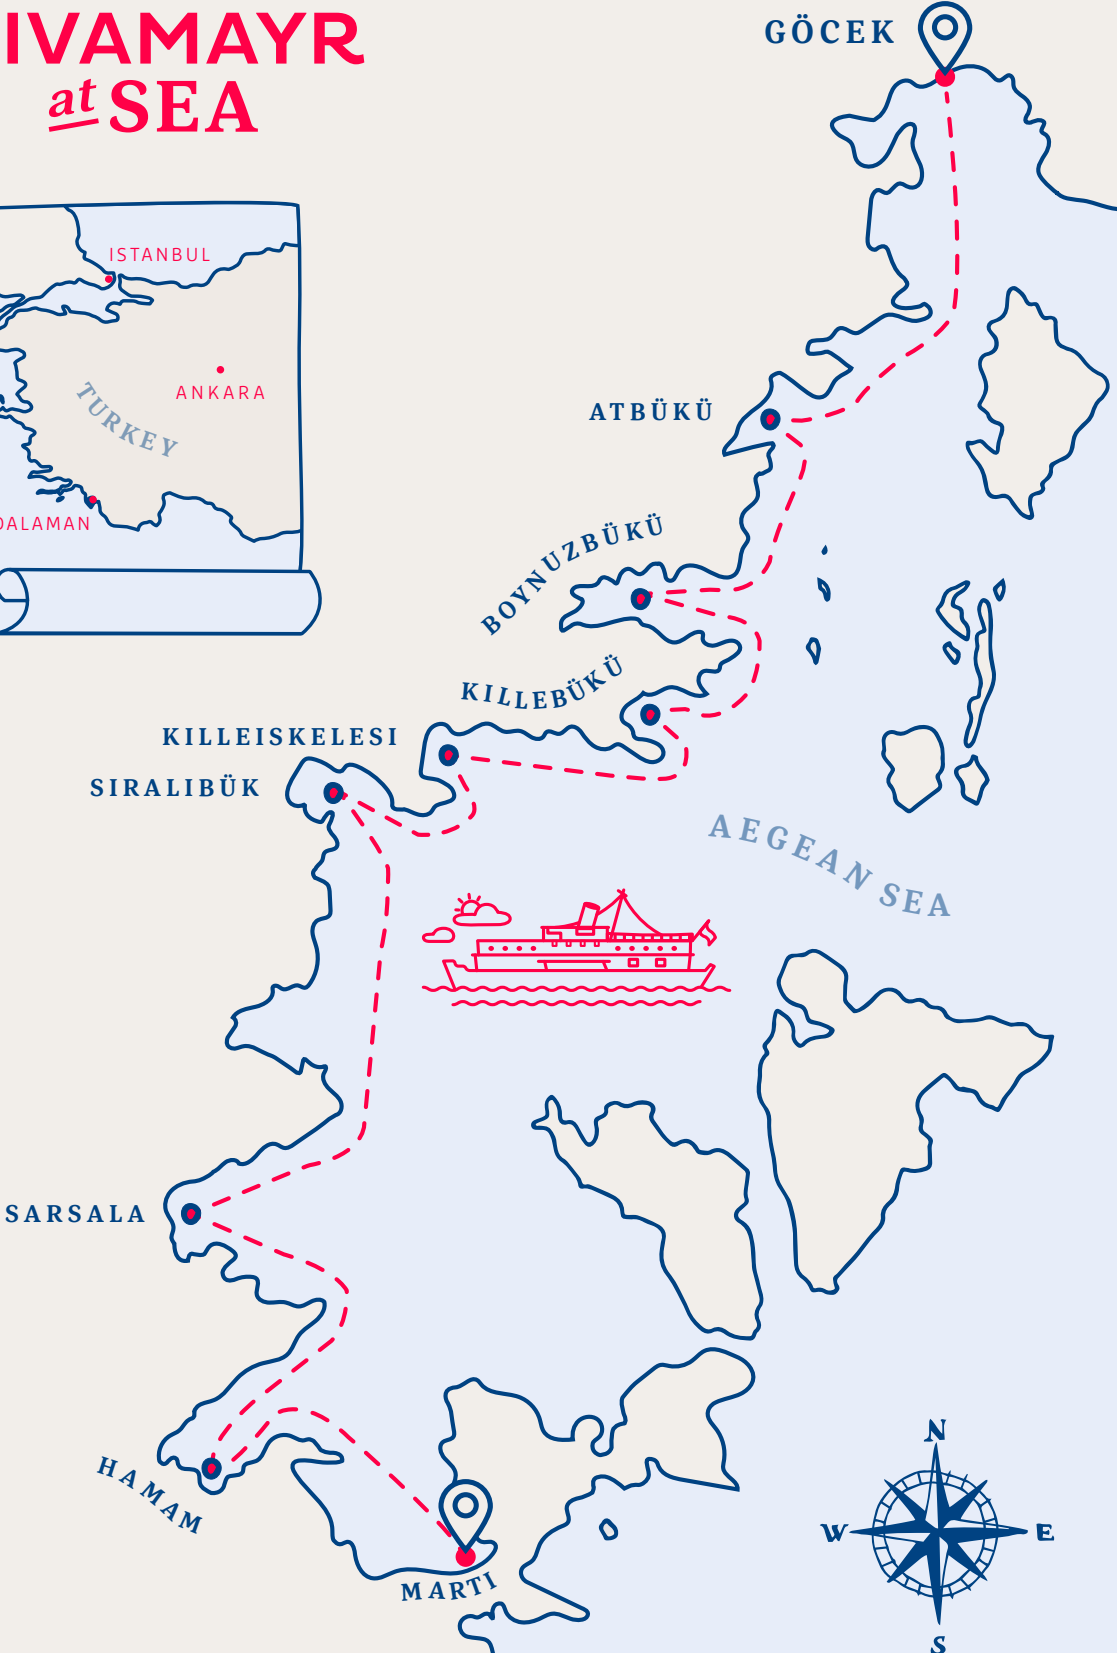 IVAMAYR
at SEA
GÖCEK
ISTANBUL
ANKARA
TURKEY
DALAMAN
ATBÜKÜ
BOYNUZBÜKÜ
KILLEBÜKÜ
KILLEISKELESI
SIRALIBÜK
AEGEAN SEA
SARSALA
HAMAM
MARTI
N
W
E
S